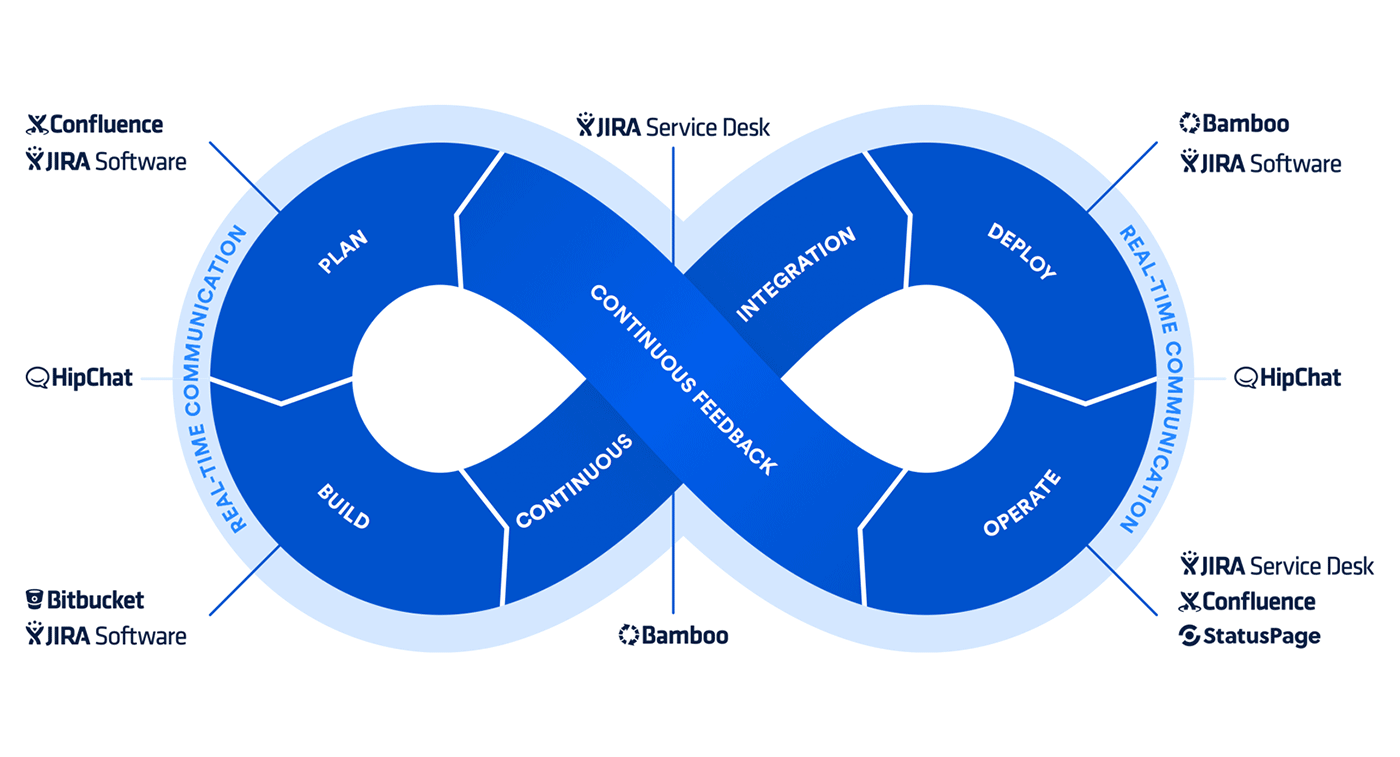 Confluence
JIRA Software
JIRA Service Desk
Bamboo
JIRA Software
REAL-TIME COMMUNICATION
PLAN
CONTINUOUS FEEDBACK
INTEGRATION
DEPLOY
REAL-TIME COMMUNICATION
HipChat
HipChat
BUILD
CONTINUOUS
OPERATE
Bitbucket
JIRA Software
Bamboo
JIRA Service Desk
Confluence
StatusPage